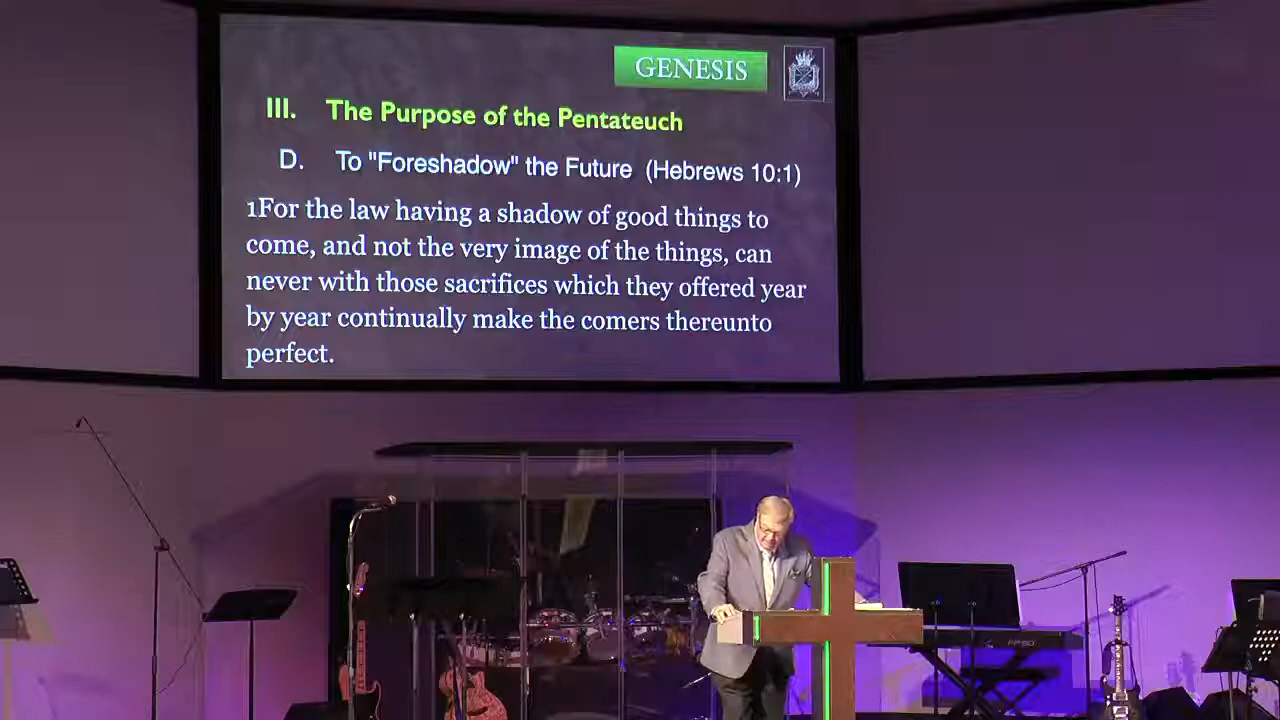 GENESIS
III. The Purpose of the Pentateuch
D. To "Foreshadow" the Future (Hebrews 10:1)
1For the law having a shadow of good things to
come, and not the very image of the things, can
never with those sacrifices which they offered year
by year continually make the comers thereunto
perfect.